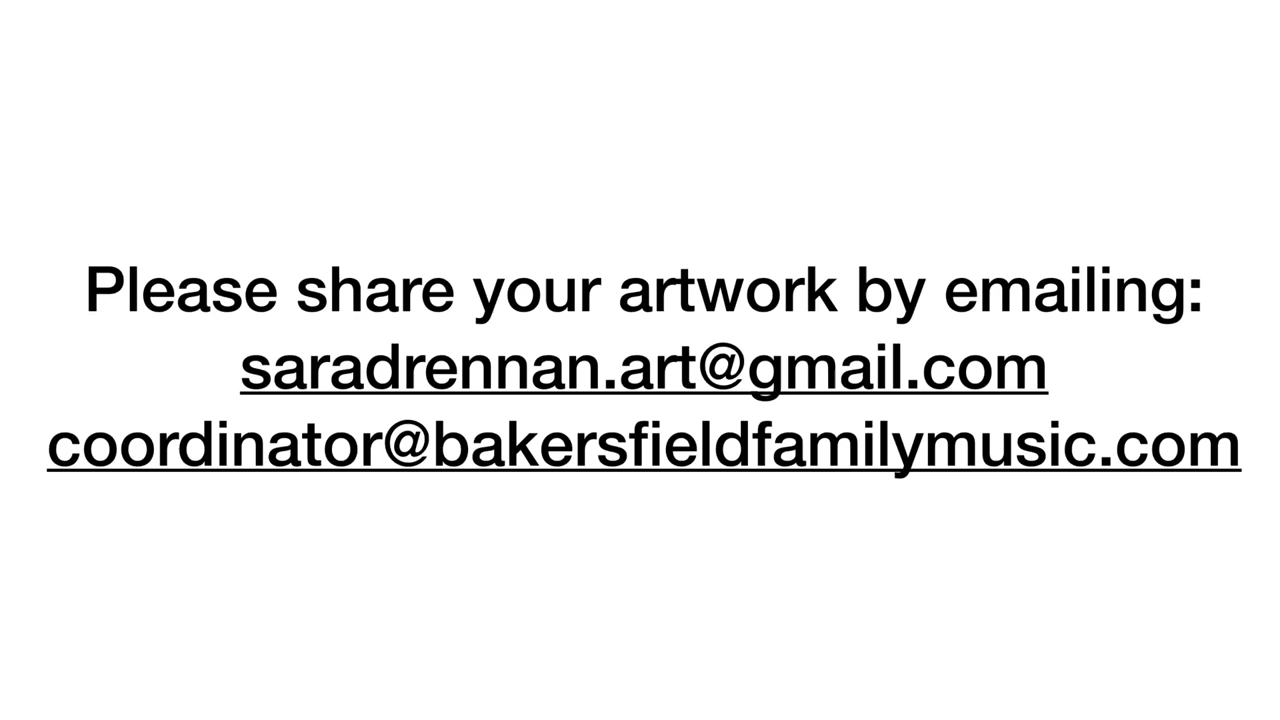 Please share your artwork by emailing:
saradrennan.art@gmail.com
coordinator@bakersfieldfamilymusic.com